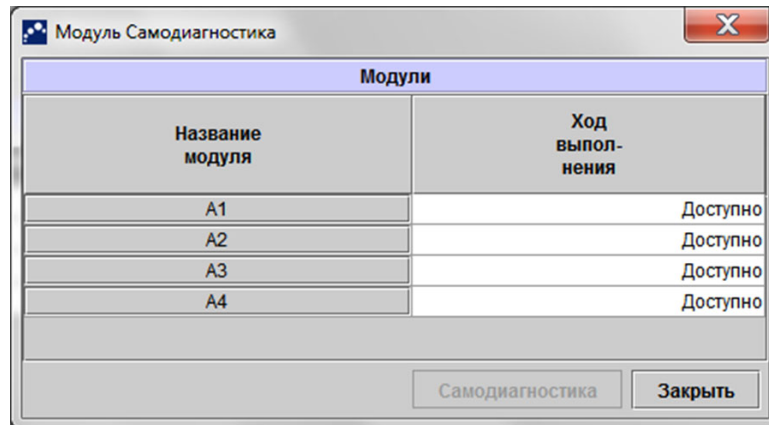 Модуль Самодиагностика
Модули
Название
модуля
Ход
выпол-
нения
A1
Доступно
A2
Доступно
A3
Доступно
A4
Доступно
Самодиагностика
Закрыть